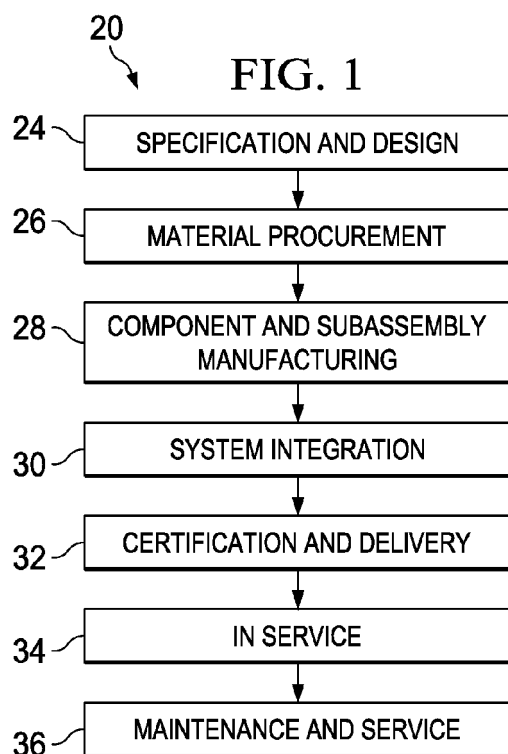 20
FIG. 1
24
SPECIFICATION AND DESIGN
26
MATERIAL PROCUREMENT
28
COMPONENT AND SUBASSEMBLY
MANUFACTURING
30
SYSTEM INTEGRATION
32
CERTIFICATION AND DELIVERY
34
IN SERVICE
36
MAINTENANCE AND SERVICE